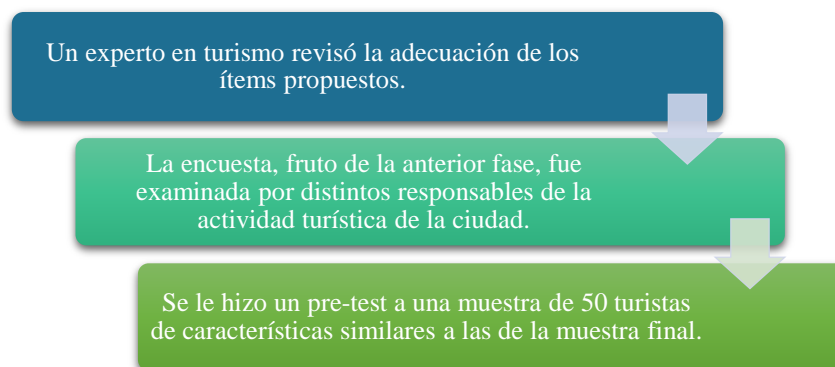 Un experto en turismo revisó la adecuación de los
ítems propuestos.
La encuesta, fruto de la anterior fase, fue
examinada por distintos responsables de la
actividad turística de la ciudad.
Se le hizo un pre-test a una muestra de 50 turistas
de características similares a las de la muestra final.